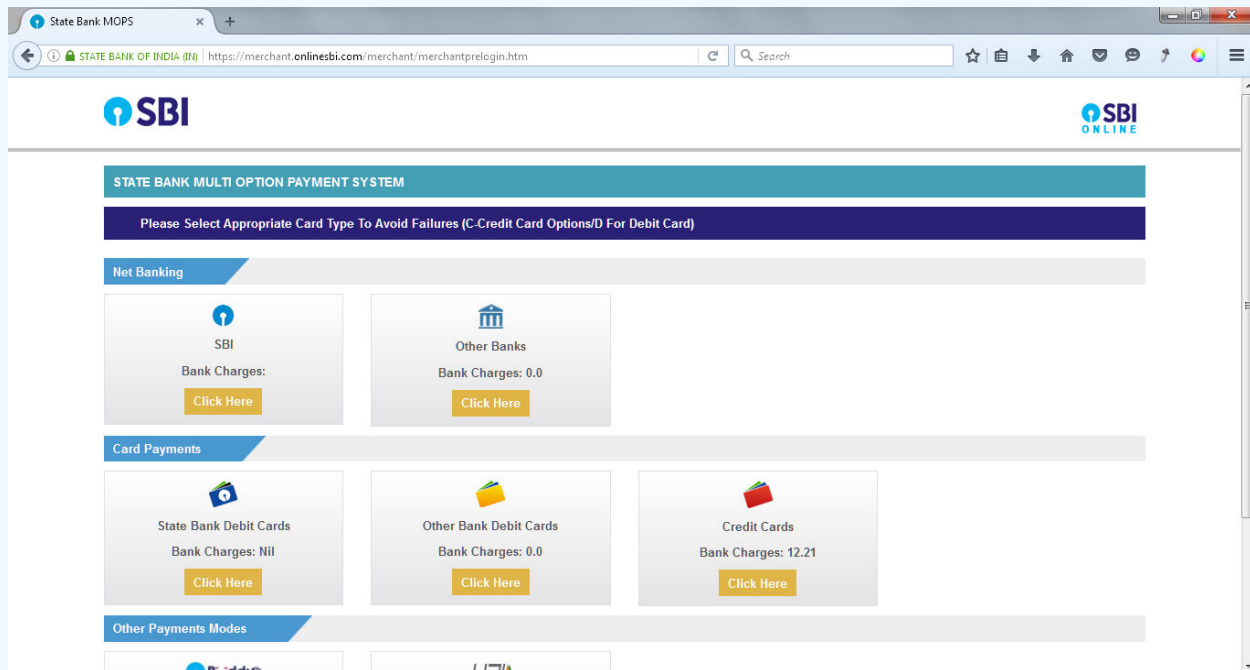 State Bank MOPS
STATE BANK OF INDIA (IN) https://merchant.onlinesbi.com/merchant/merchantprelogin.htm Search
SBI
SBI
ONLINE
STATE BANK MULTI OPTION PAYMENT SYSTEM
Please Select Appropriate Card Type To Avoid Failures (C-Credit Card Options/D For Debit Card)
Net Banking
SBI
Bank Charges:
Click Here
Other Banks
Bank Charges: 0.0
Click Here
Card Payments
State Bank Debit Cards
Bank Charges: Nil
Click Here
Other Bank Debit Cards
Bank Charges: 0.0
Click Here
Credit Cards
Bank Charges: 12.21
Click Here
Other Payments Modes